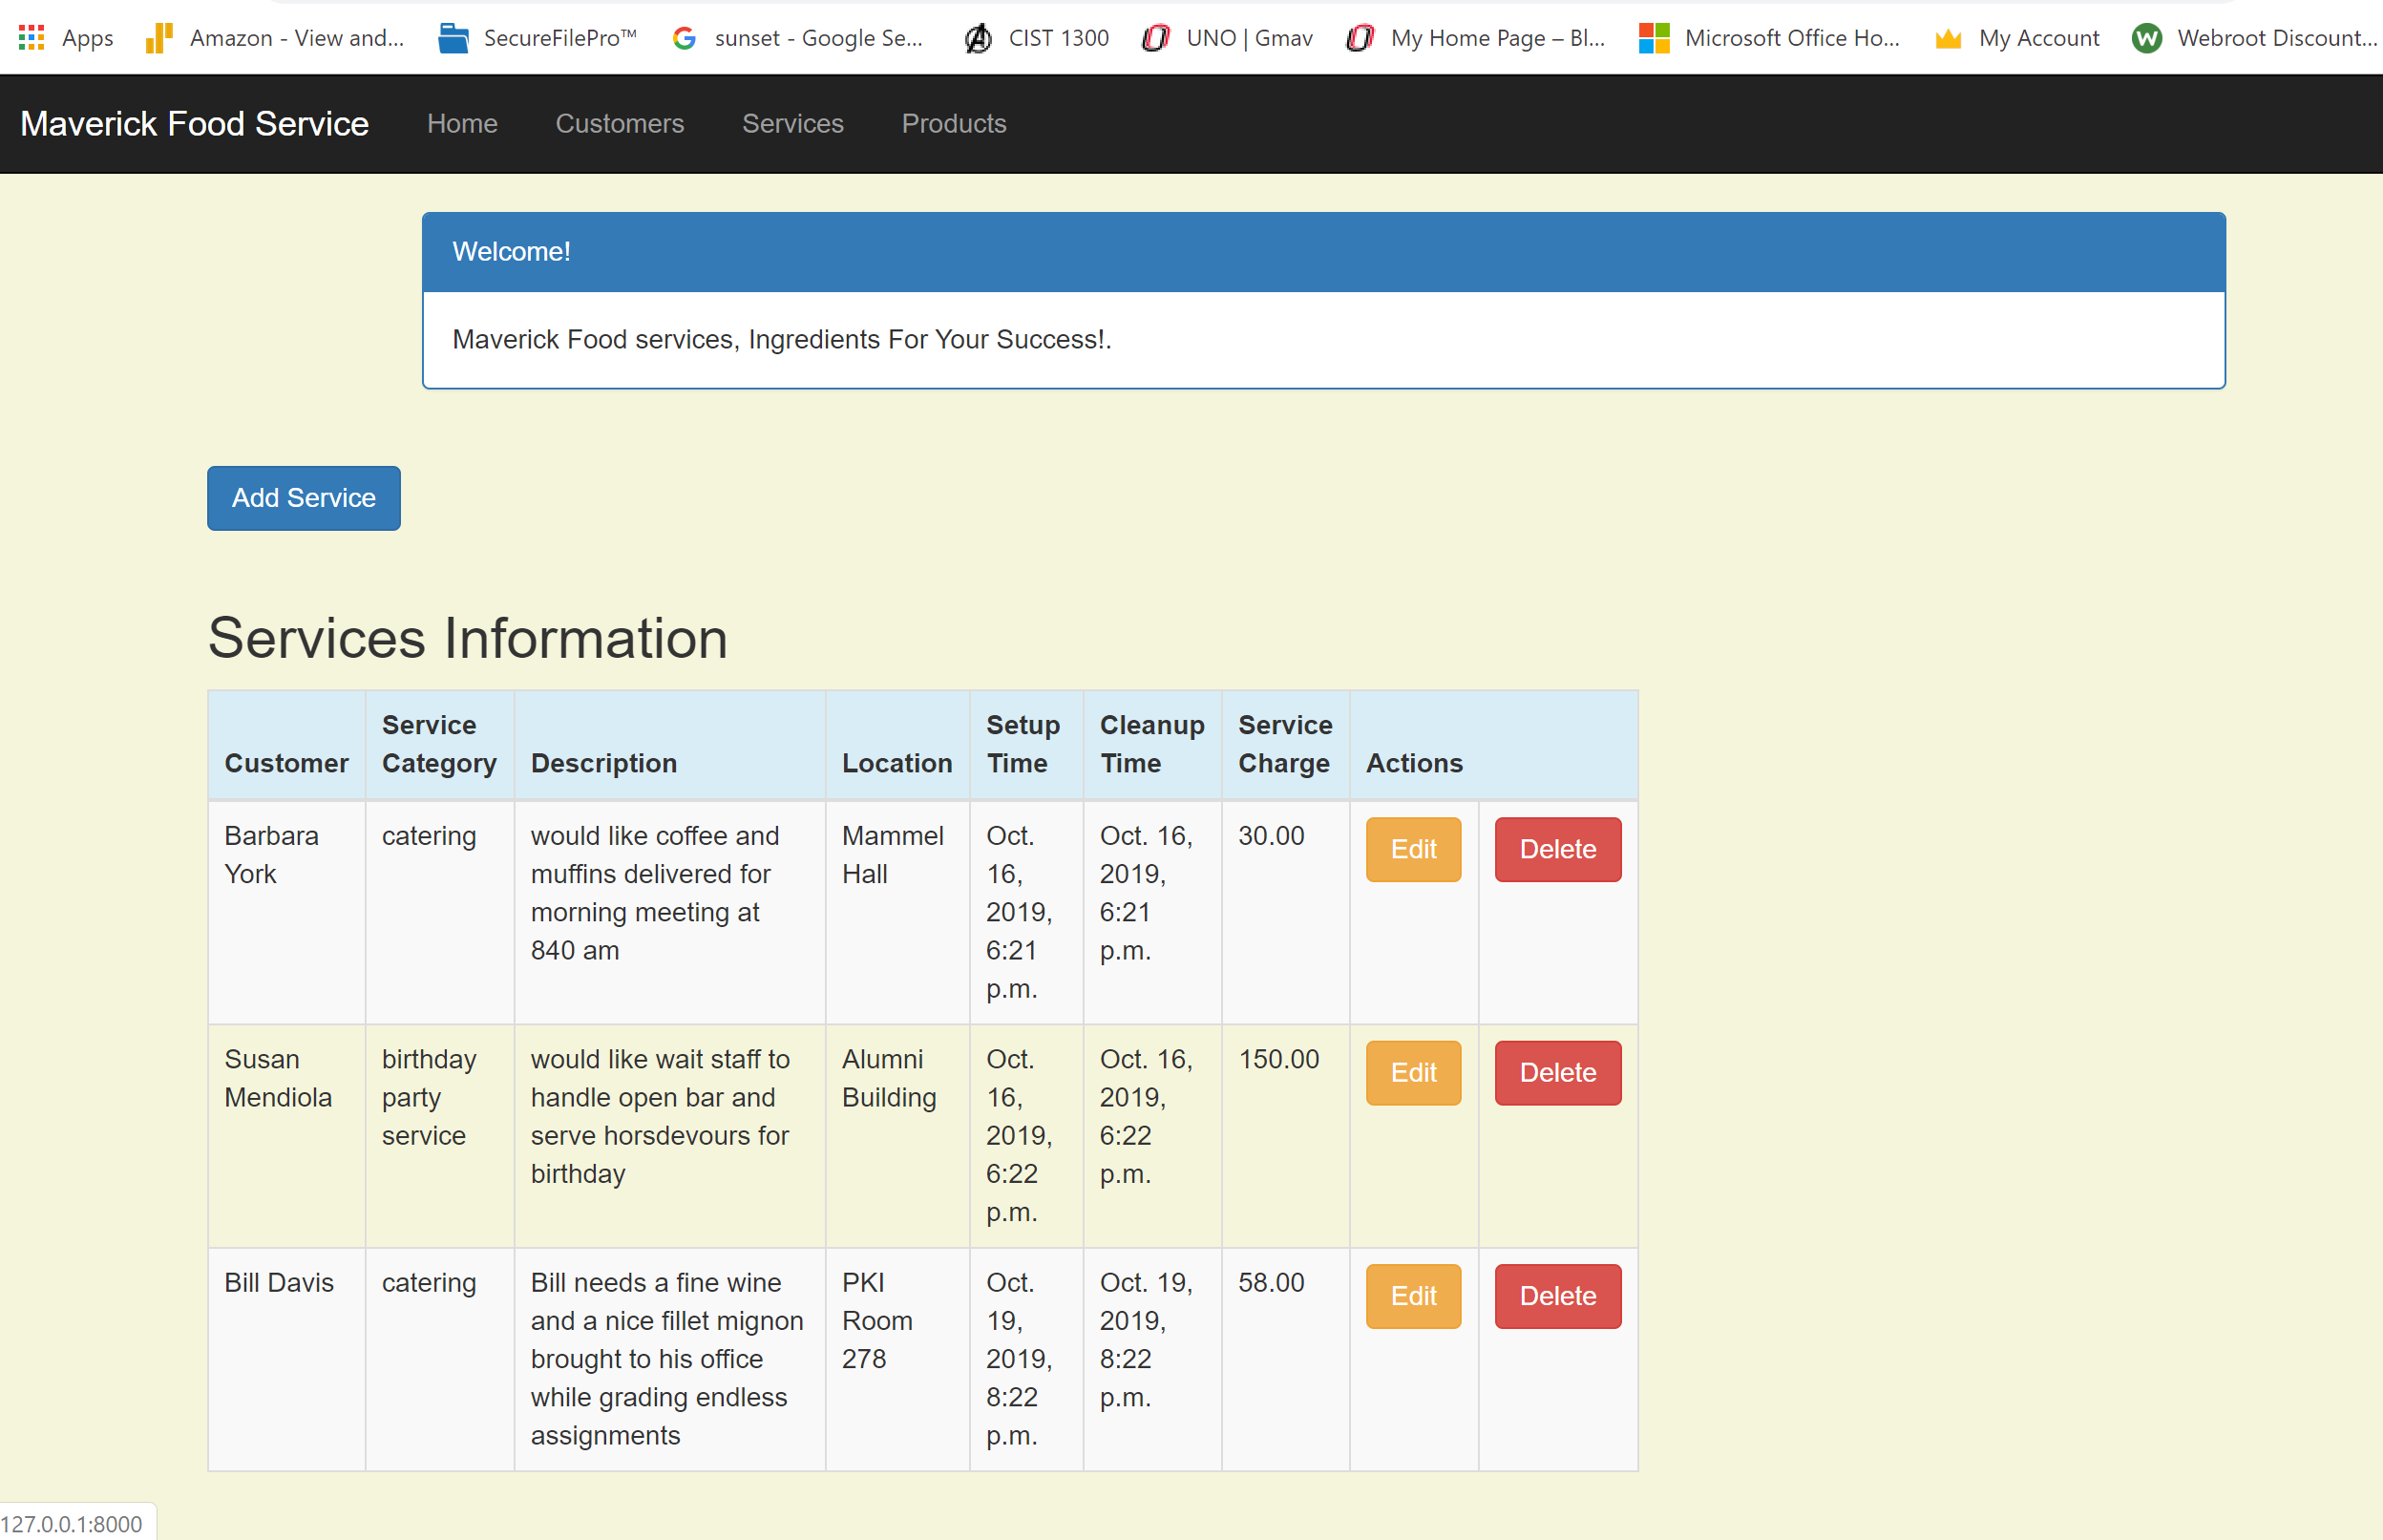 Apps Amazon - View and... SecureFilePro™ sunset - Google Se... CIST 1300 UNO | Gmav My Home Page – Bl... Microsoft Office Ho... My Account Webroot Discount...
Maverick Food Service Home Customers Services Products
Welcome!
Maverick Food services, Ingredients For Your Success!.
Add Service
Services Information
Customer Service Category Description Location Setup Time Cleanup Time Service Charge Actions
Barbara York catering would like coffee and muffins delivered for morning meeting at 840 am Mammel Hall Oct. 16, 2019, 6:21 p.m. Oct. 16, 2019, 6:21 p.m. 30.00 Edit Delete
Susan Mendiola birthday party service would like wait staff to handle open bar and serve horsdevours for birthday Alumni Building Oct. 16, 2019, 6:22 p.m. Oct. 16, 2019, 6:22 p.m. 150.00 Edit Delete
Bill Davis catering Bill needs a fine wine and a nice fillet mignon brought to his office while grading endless assignments PKI Room 278 Oct. 19, 2019, 8:22 p.m. Oct. 19, 2019, 8:22 p.m. 58.00 Edit Delete
127.0.0.1:8000